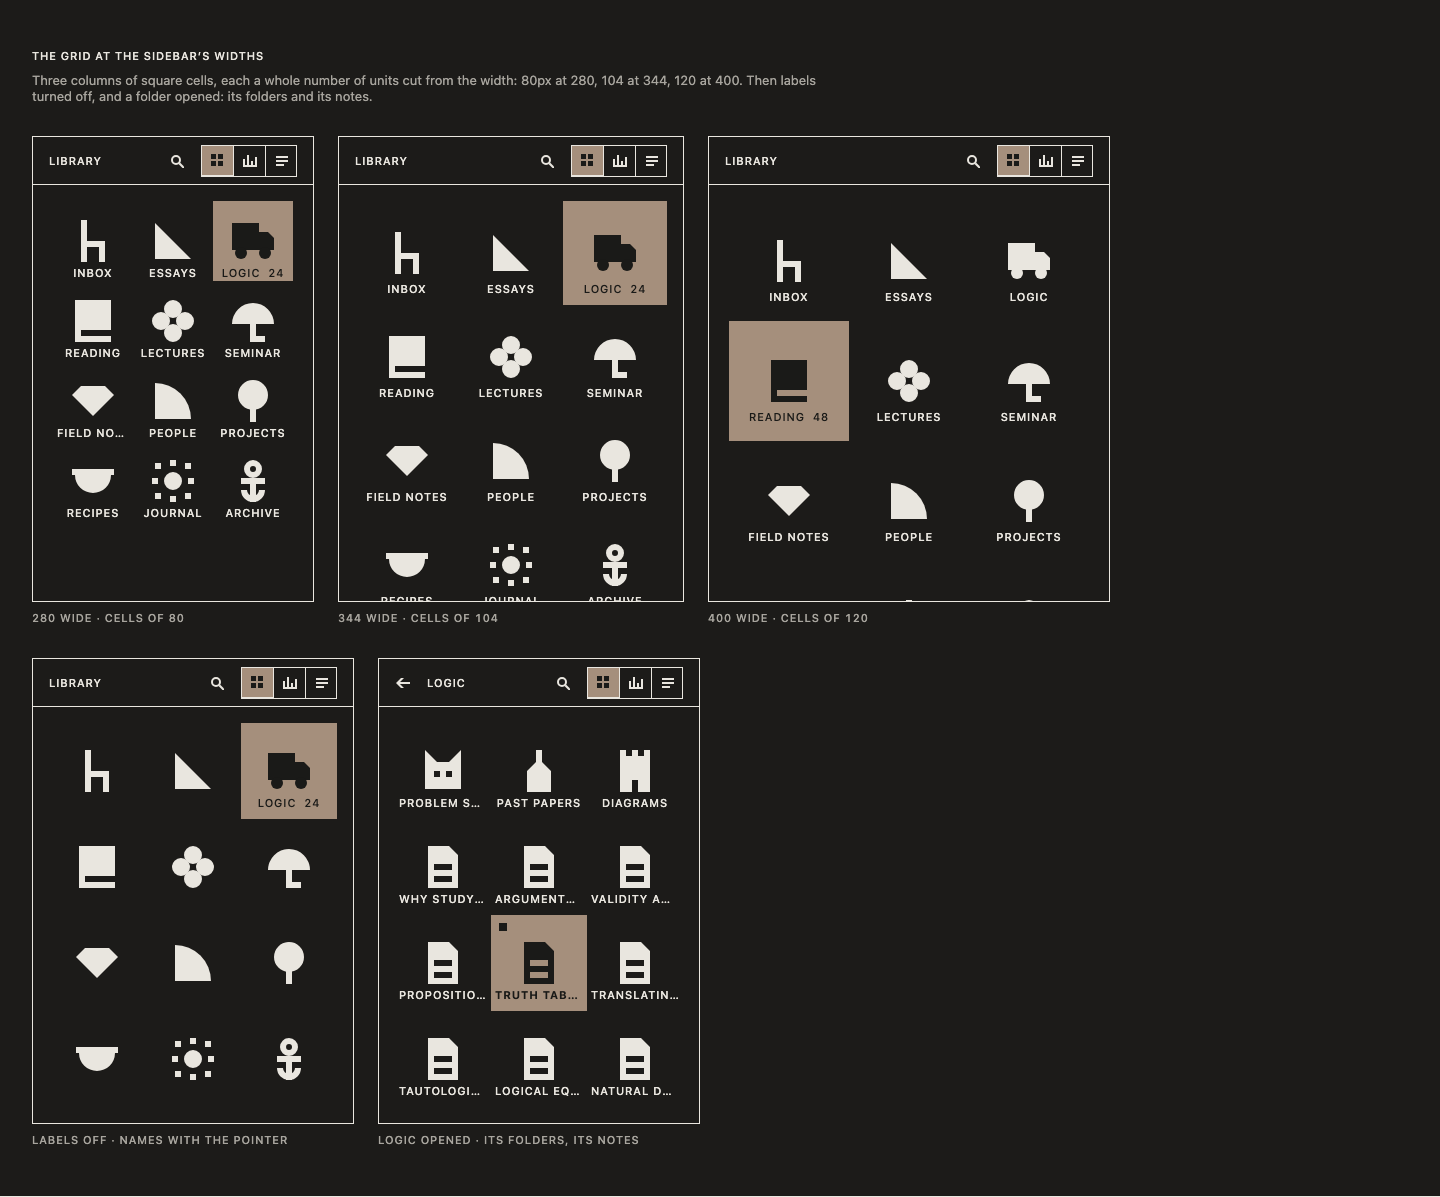 THE GRID AT THE SIDEBAR’S WIDTHS
Three columns of square cells, each a whole number of units cut from the width: 80px at 280, 104 at 344, 120 at 400. Then labels
turned off, and a folder opened: its folders and its notes.
LIBRARY
INBOX ESSAYS LOGIC 24
READING LECTURES SEMINAR
FIELD NO… PEOPLE PROJECTS
RECIPES JOURNAL ARCHIVE
280 WIDE · CELLS OF 80
LIBRARY
INBOX ESSAYS LOGIC 24
READING LECTURES SEMINAR
FIELD NOTES PEOPLE PROJECTS
RECIPES JOURNAL ARCHIVE
344 WIDE · CELLS OF 104
LIBRARY
INBOX ESSAYS LOGIC
READING 48 LECTURES SEMINAR
FIELD NOTES PEOPLE PROJECTS
400 WIDE · CELLS OF 120
LIBRARY
LOGIC 24
LABELS OFF · NAMES WITH THE POINTER
LOGIC
PROBLEM S… PAST PAPERS DIAGRAMS
WHY STUDY… ARGUMENT… VALIDITY A…
PROPOSITIO… TRUTH TAB… TRANSLATIN…
TAUTOLOGI… LOGICAL EQ… NATURAL D…
LOGIC OPENED · ITS FOLDERS, ITS NOTES